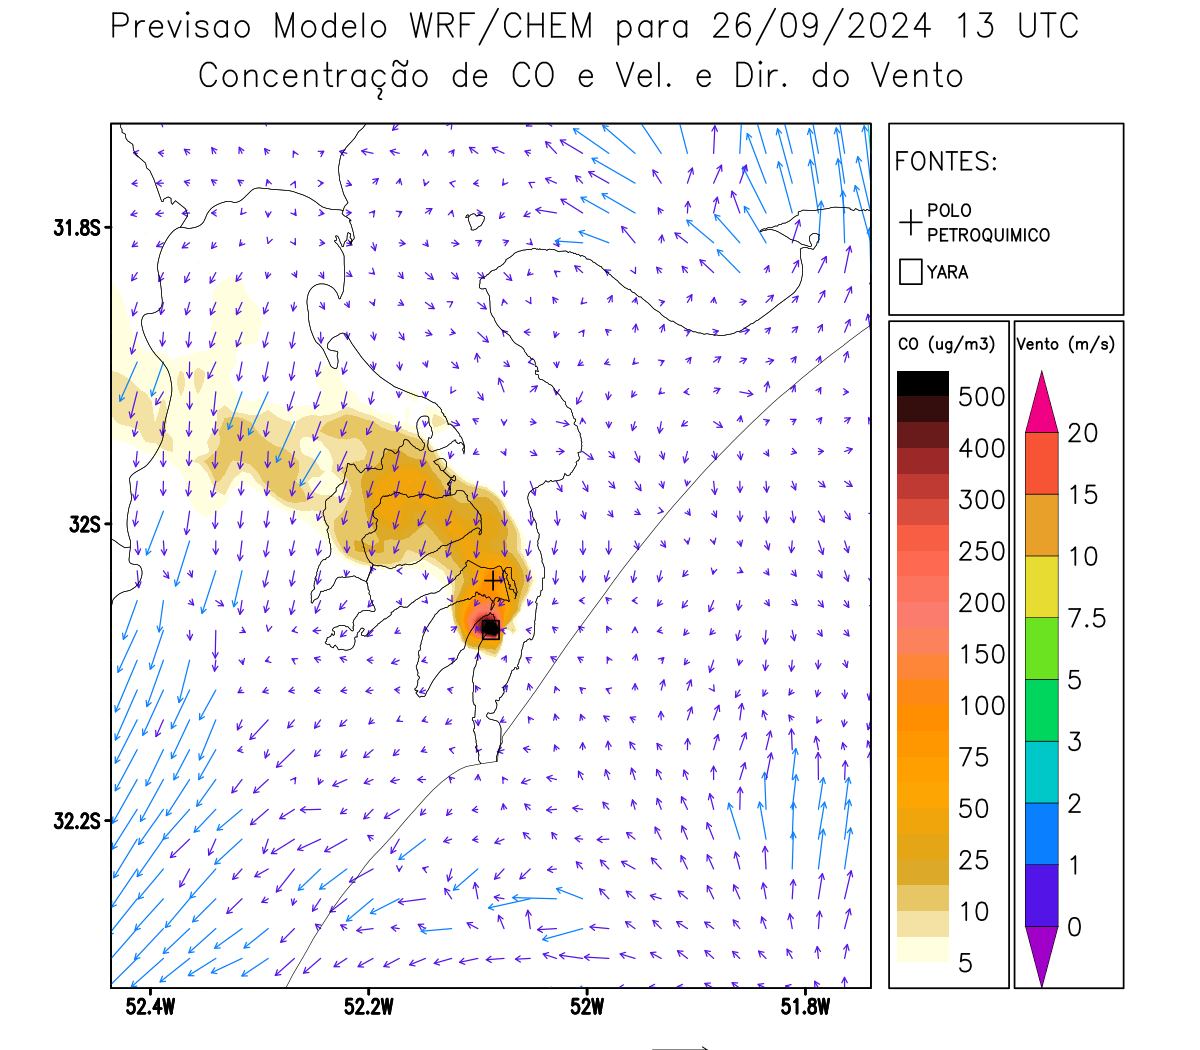 Previsao Modelo WRF/CHEM para 26/09/2024 13 UTC
Concentração de CO e Vel. e Dir. do Vento
FONTES:
POLO
PETROQUIMICO
YARA
31.8S
32S
32.2S
52.4W
52.2W
52W
51.8W
CO (ug/m3)
500
400
300
250
200
150
100
75
50
25
10
5
Vento (m/s)
20
15
10
7.5
5
3
2
1
0